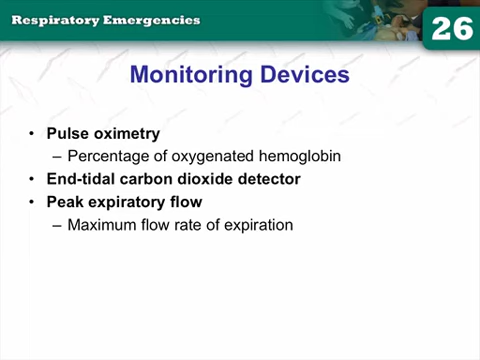 Respiratory Emergencies
26
Monitoring Devices
• Pulse oximetry
– Percentage of oxygenated hemoglobin
• End-tidal carbon dioxide detector
• Peak expiratory flow
– Maximum flow rate of expiration